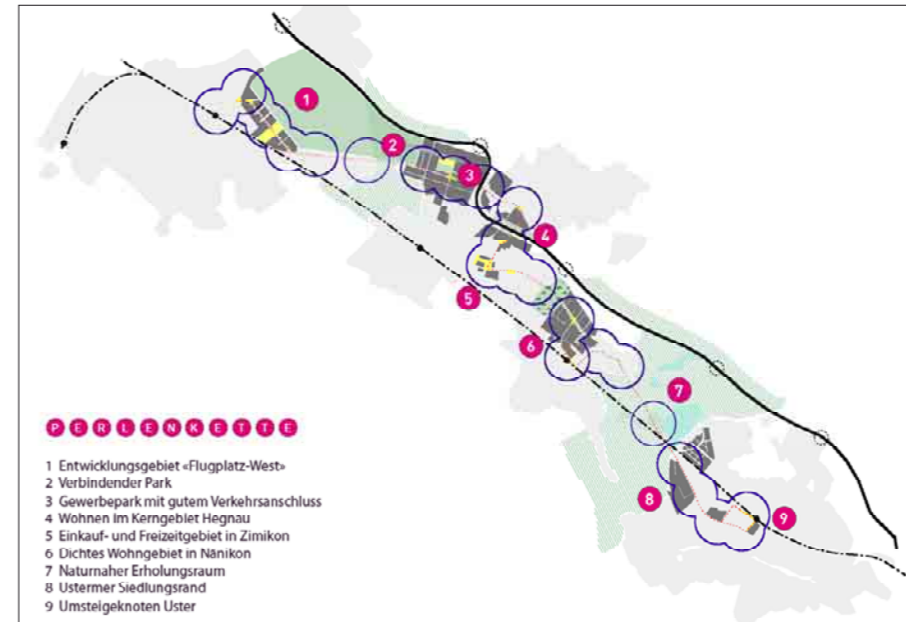 1
2
3
4
5
6
7
8
9
PERLENKETTE
1 Entwicklungsgebiet «Flugplatz-West»
2 Verbindender Park
3 Gewerbepark mit gutem Verkehrsanschluss
4 Wohnen im Kerngebiet Hegnau
5 Einkauf- und Freizeitgebiet in Zimikon
6 Dichtes Wohngebiet in Nänikon
7 Naturnaher Erholungsraum
8 Ustermer Siedlungsrand
9 Umsteigeknoten Uster